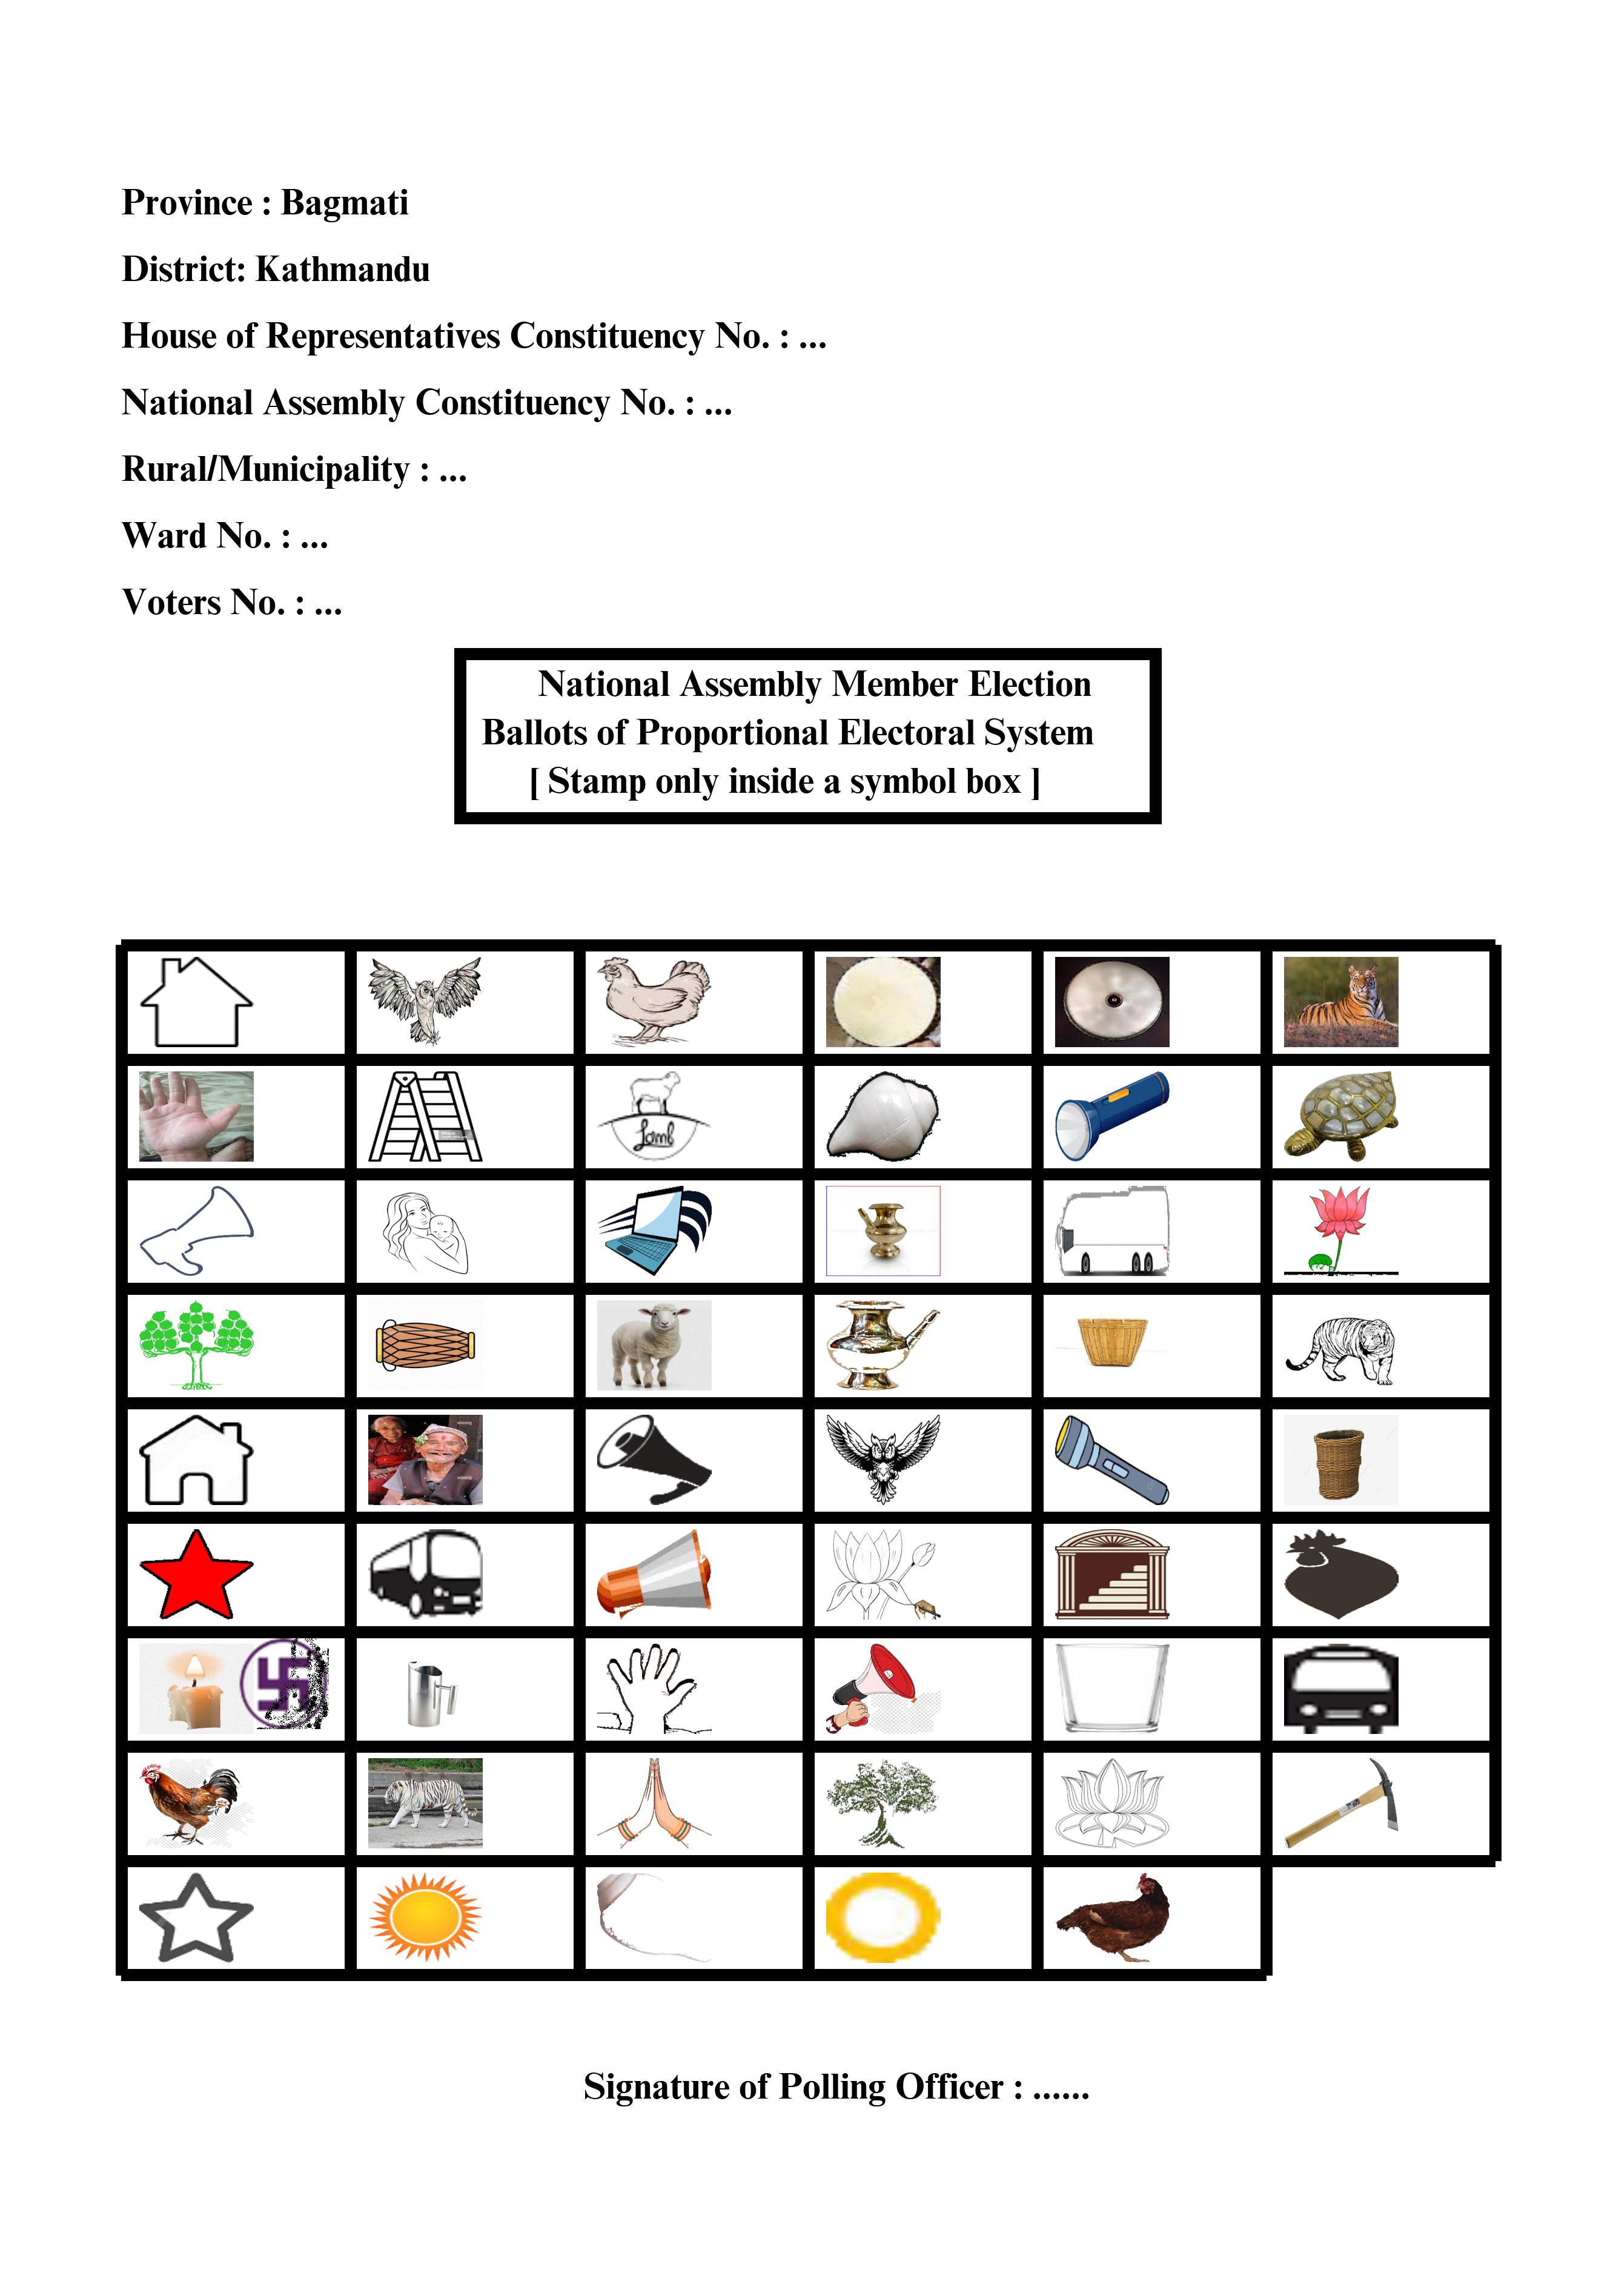 Province : Bagmati
District: Kathmandu
House of Representatives Constituency No. : ...
National Assembly Constituency No. : ...
Rural/Municipality : ...
Ward No. : ...
Voters No. : ...
National Assembly Member Election
Ballots of Proportional Electoral System
[ Stamp only inside a symbol box ]
Lamb
Signature of Polling Officer : ......